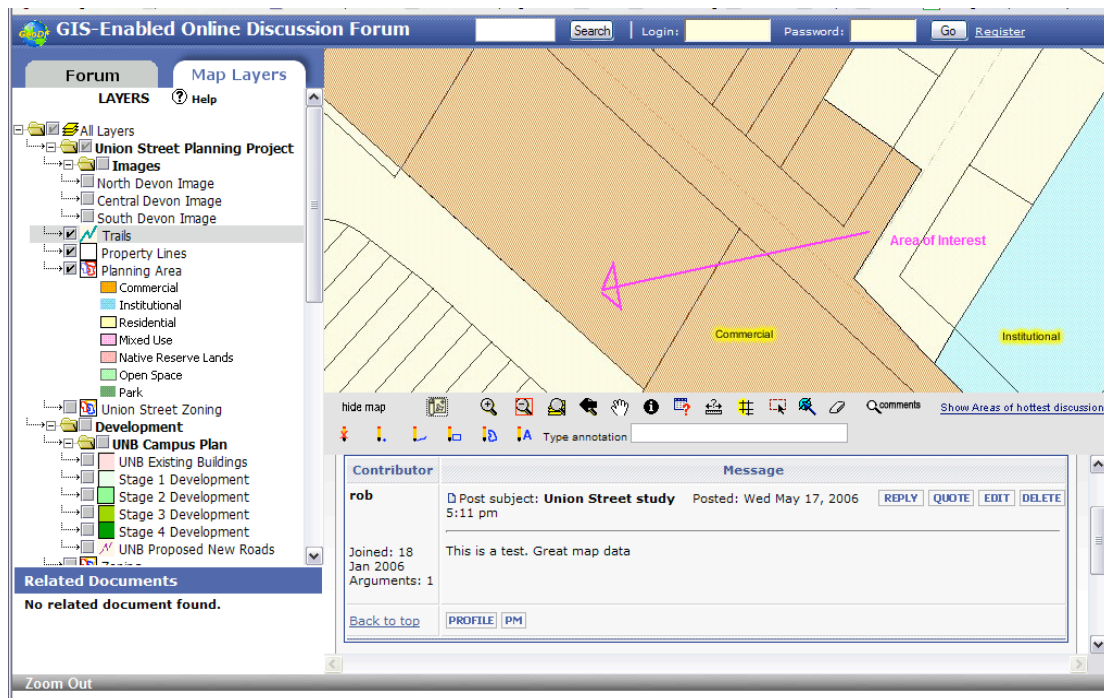 GeoDF GIS-Enabled Online Discussion Forum Search Login: Password: Go Register
Forum Map Layers
LAYERS ? Help
All Layers
Union Street Planning Project
Images
North Devon Image
Central Devon Image
South Devon Image
Trails
Property Lines
Planning Area
Commercial
Institutional
Residential
Mixed Use
Native Reserve Lands
Open Space
Park
Union Street Zoning
Development
UNB Campus Plan
UNB Existing Buildings
Stage 1 Development
Stage 2 Development
Stage 3 Development
Stage 4 Development
UNB Proposed New Roads
Zoning
Related Documents
No related document found.
Area of Interest
Commercial
Institutional
hide map comments Show Areas of hottest discussion
Type annotation
Contributor Message
rob Post subject: Union Street study Posted: Wed May 17, 2006 REPLY QUOTE EDIT DELETE
5:11 pm
Joined: 18 This is a test. Great map data
Jan 2006
Arguments: 1
Back to top PROFILE PM
Zoom Out